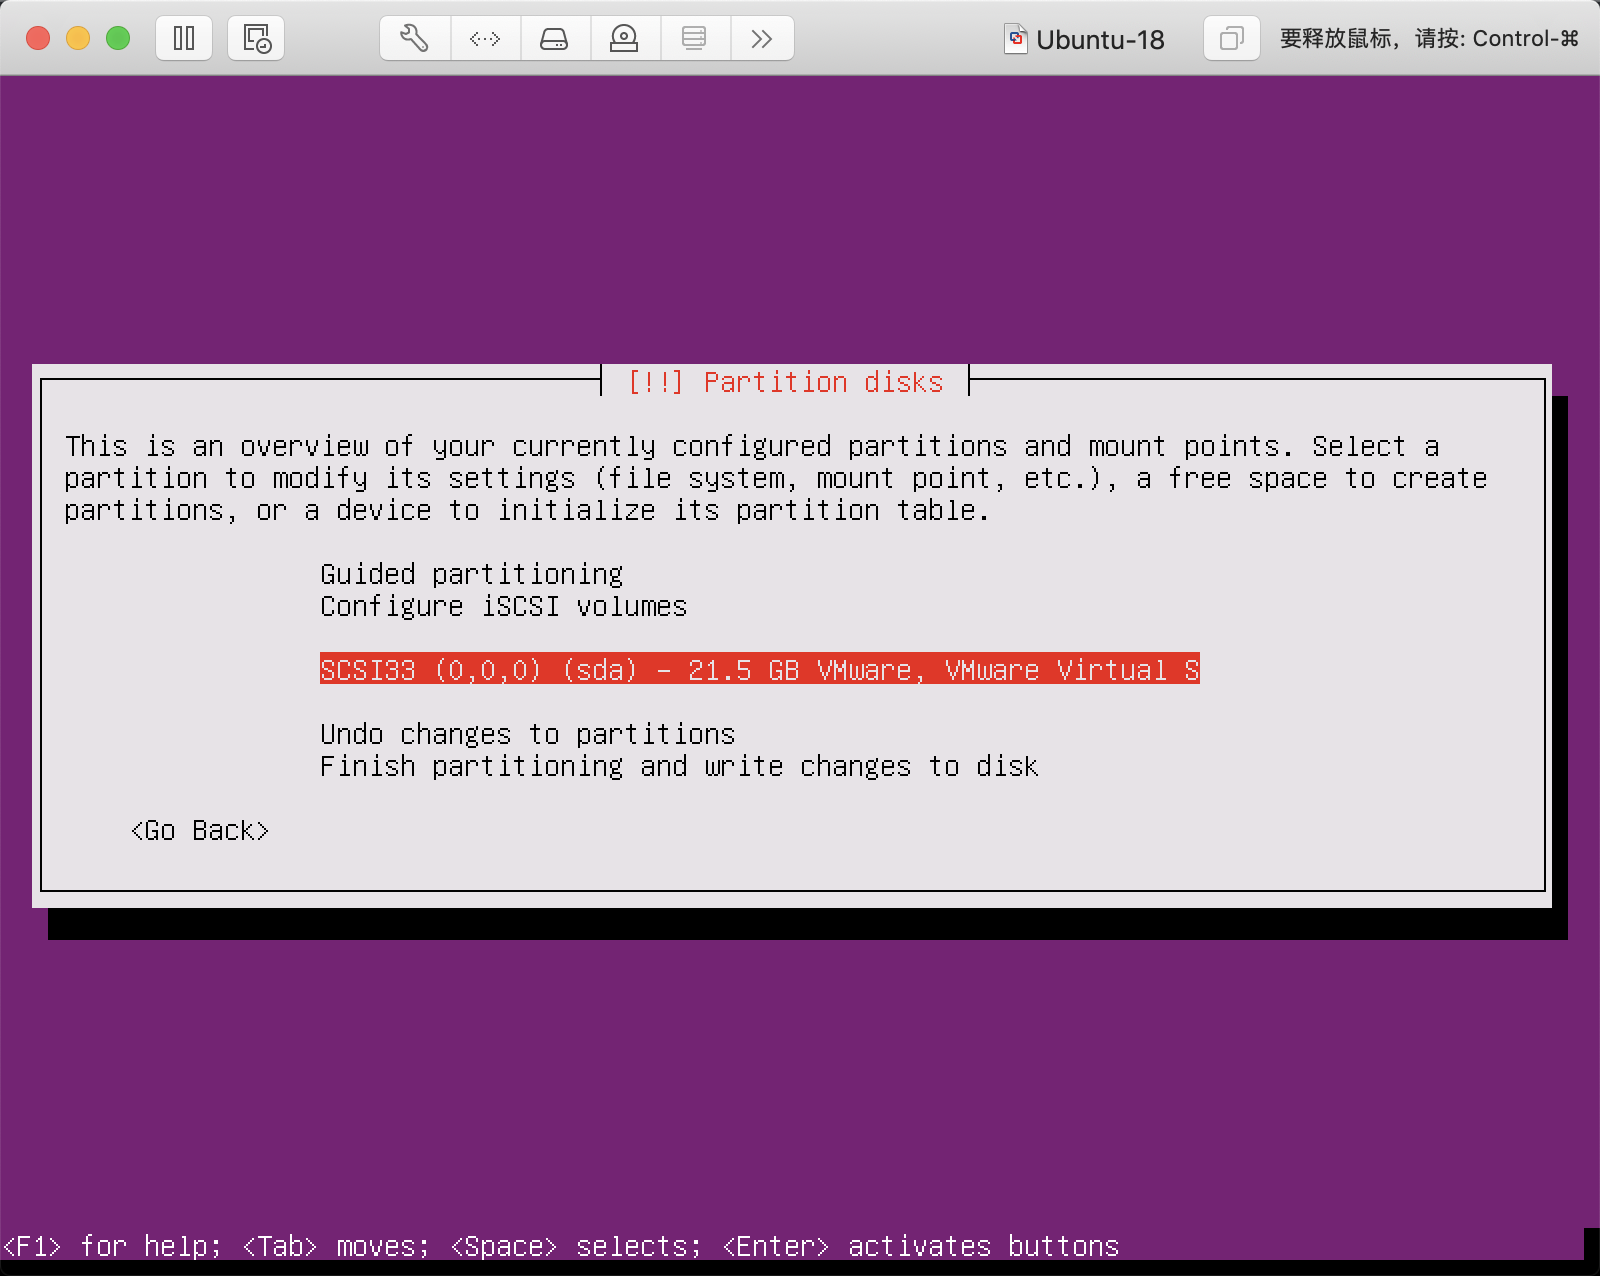 Ubuntu-18
要释放鼠标，请按: Control-⌘
[!!] Partition disks
This is an overview of your currently configured partitions and mount points. Select a
partition to modify its settings (file system, mount point, etc.), a free space to create
partitions, or a device to initialize its partition table.
Guided partitioning
Configure iSCSI volumes
SCSI33 (0,0,0) (sda) - 21.5 GB VMware, VMware Virtual S
Undo changes to partitions
Finish partitioning and write changes to disk
<Go Back>
<F1> for help; <Tab> moves; <Space> selects; <Enter> activates buttons